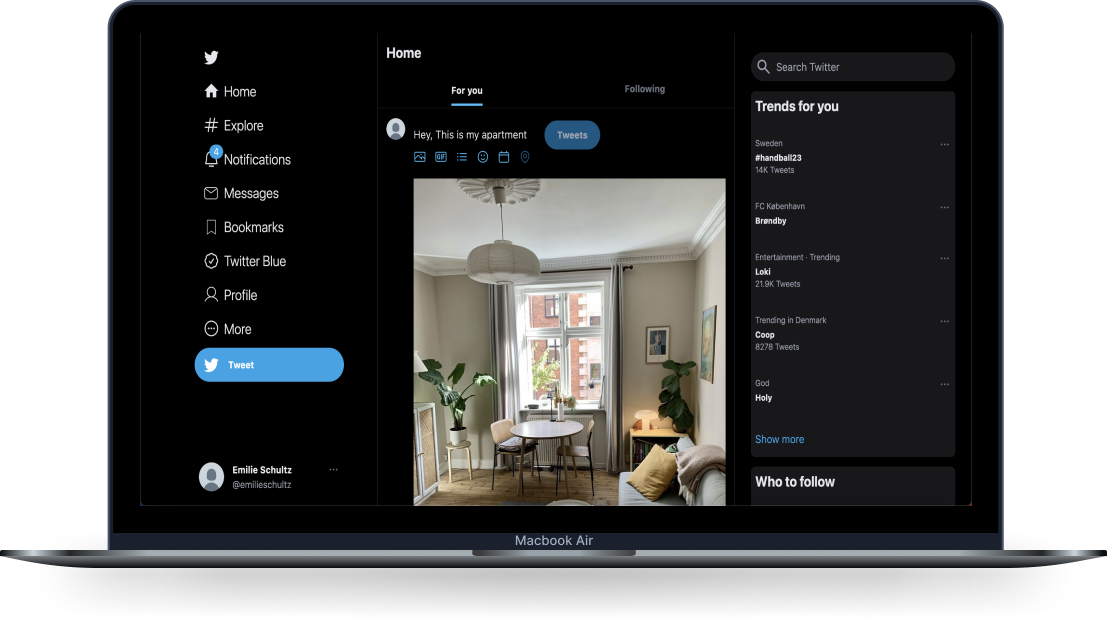 Home
Explore
4
Notifications
Messages
Bookmarks
Twitter Blue
Profile
More
Tweet
Emilie Schultz
@emilieschultz
Home
For you
Following
Hey, This is my apartment
Tweets
GIF
Search Twitter
Trends for you
Sweden
#handball23
14K Tweets
FC København
Brøndby
Entertainment · Trending
Loki
21.9K Tweets
Trending in Denmark
Coop
8278 Tweets
God
Holy
Show more
Who to follow
Macbook Air